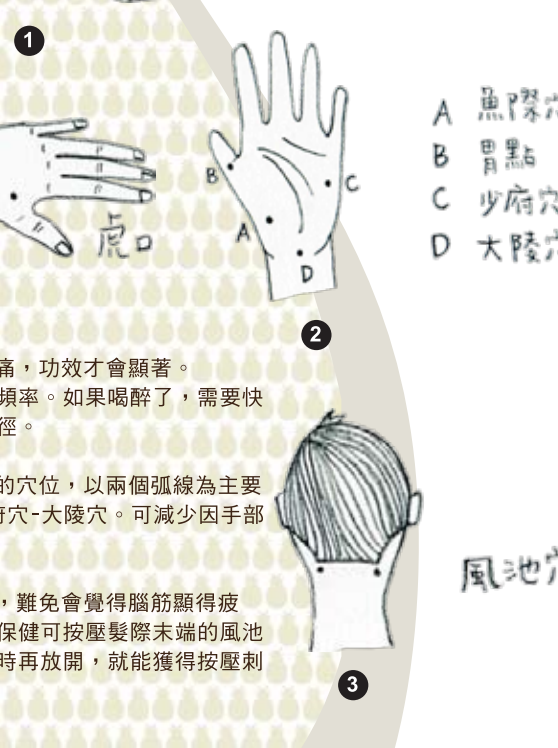 1
虎口
B
C
A
D
A 魚際穴
B 胃點
C 少府穴
D 大陵穴
2
痛，功效才會顯著。
頻率。如果喝醉了，需要快
徑。
的穴位，以兩個弧線為主要
府穴-大陵穴。可減少因手部
，難免會覺得腦筋顯得疲
保健可按壓髮際末端的風池
時再放開，就能獲得按壓刺
風池穴
3